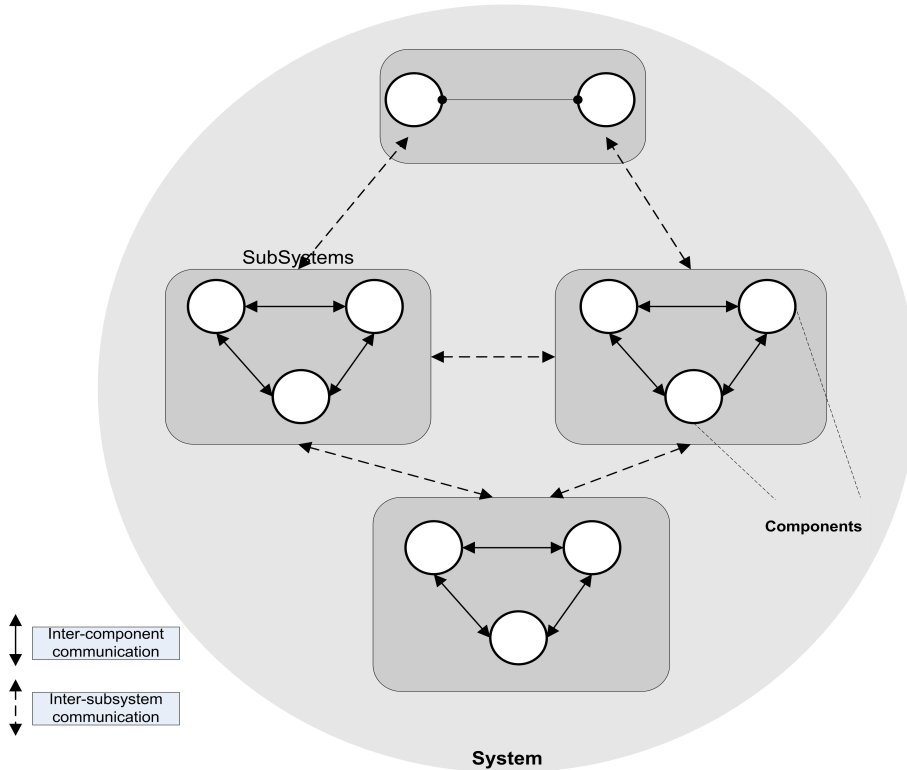 SubSystems
Components
Inter-component
communication
Inter-subsystem
communication
System